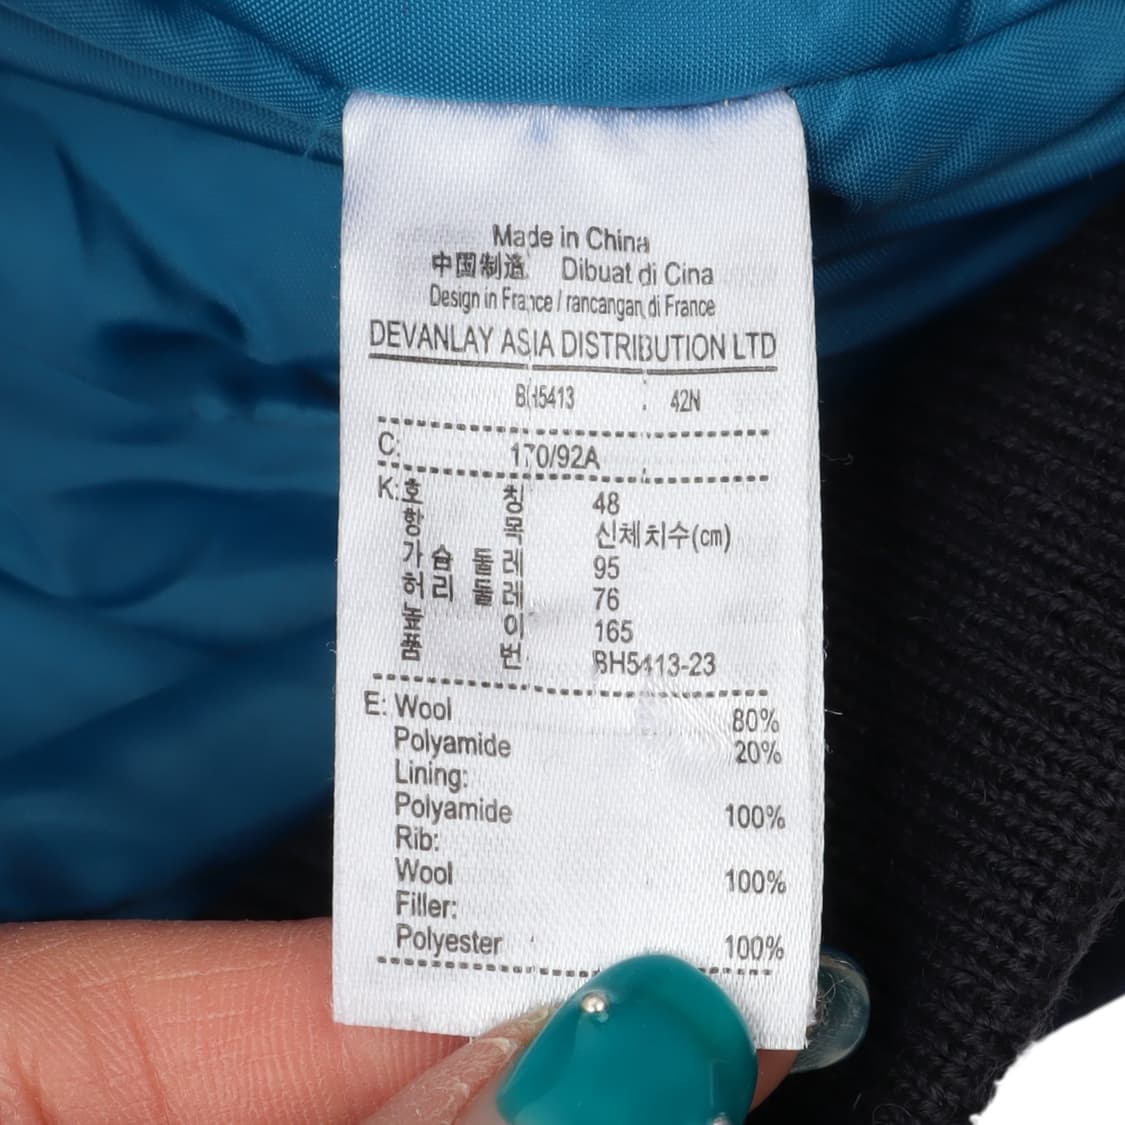 Made in China
中国制造 Dibuat di Cina
Design in France / rancangan di France
DEVANLAY ASIA DISTRIBUTION LTD
BH5413 : 42N
C: 170/92A
K:호 칭 48
항 목 신체치수(cm)
가슴 둘레 95
허리 둘레 76
높 이 165
품 번 BH5413-23
E: Wool 80%
Polyamide 20%
Lining:
Polyamide 100%
Rib:
Wool 100%
Filler:
Polyester 100%